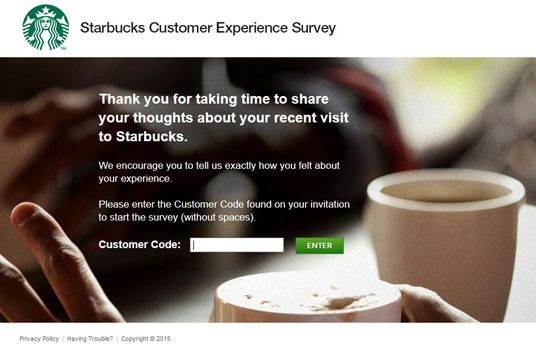 Starbucks Customer Experience Survey
Thank you for taking time to share
your thoughts about your recent visit
to Starbucks.
We encourage you to tell us exactly how you felt about
your experience.
Please enter the Customer Code found on your invitation
to start the survey (without spaces).
Customer Code: ENTER
Privacy Policy | Having Trouble? | Copyright © 2015